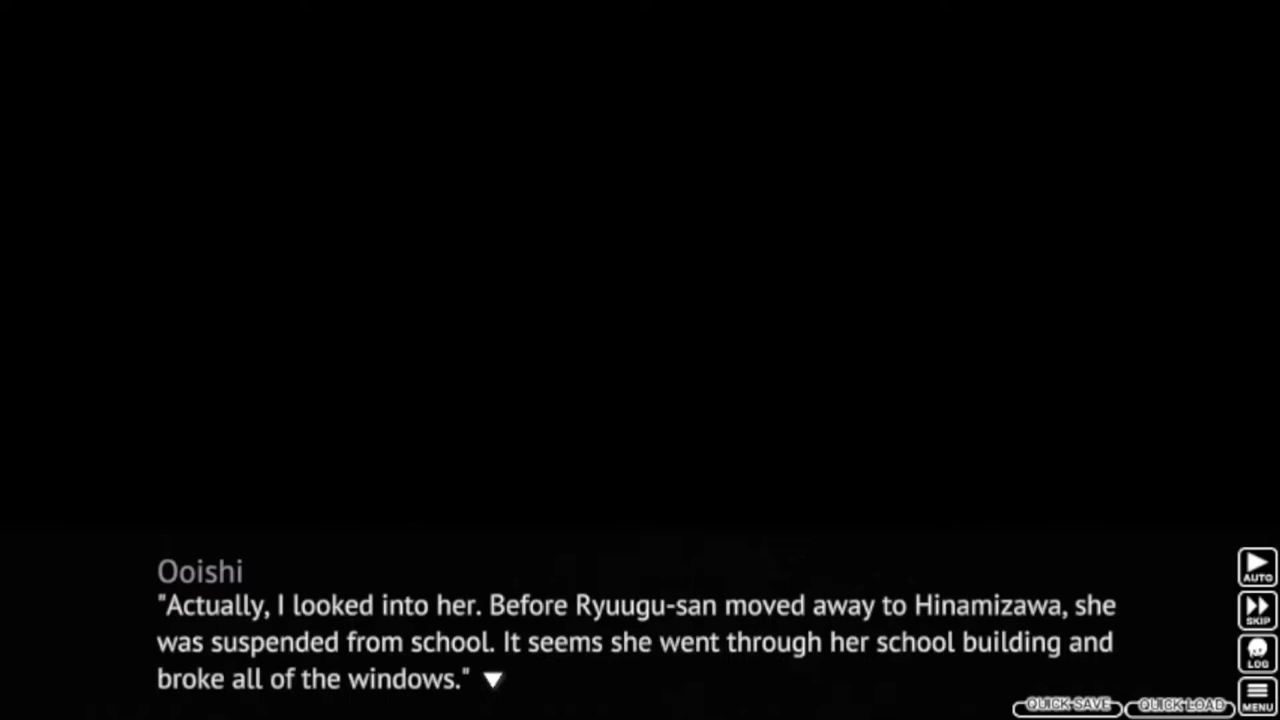 Ooishi
"Actually, I looked into her. Before Ryuugu-san moved away to Hinamizawa, she
was suspended from school. It seems she went through her school building and
broke all of the windows."
AUTO
SKIP
LOG
MENU
QUICK SAVE QUICK LOAD